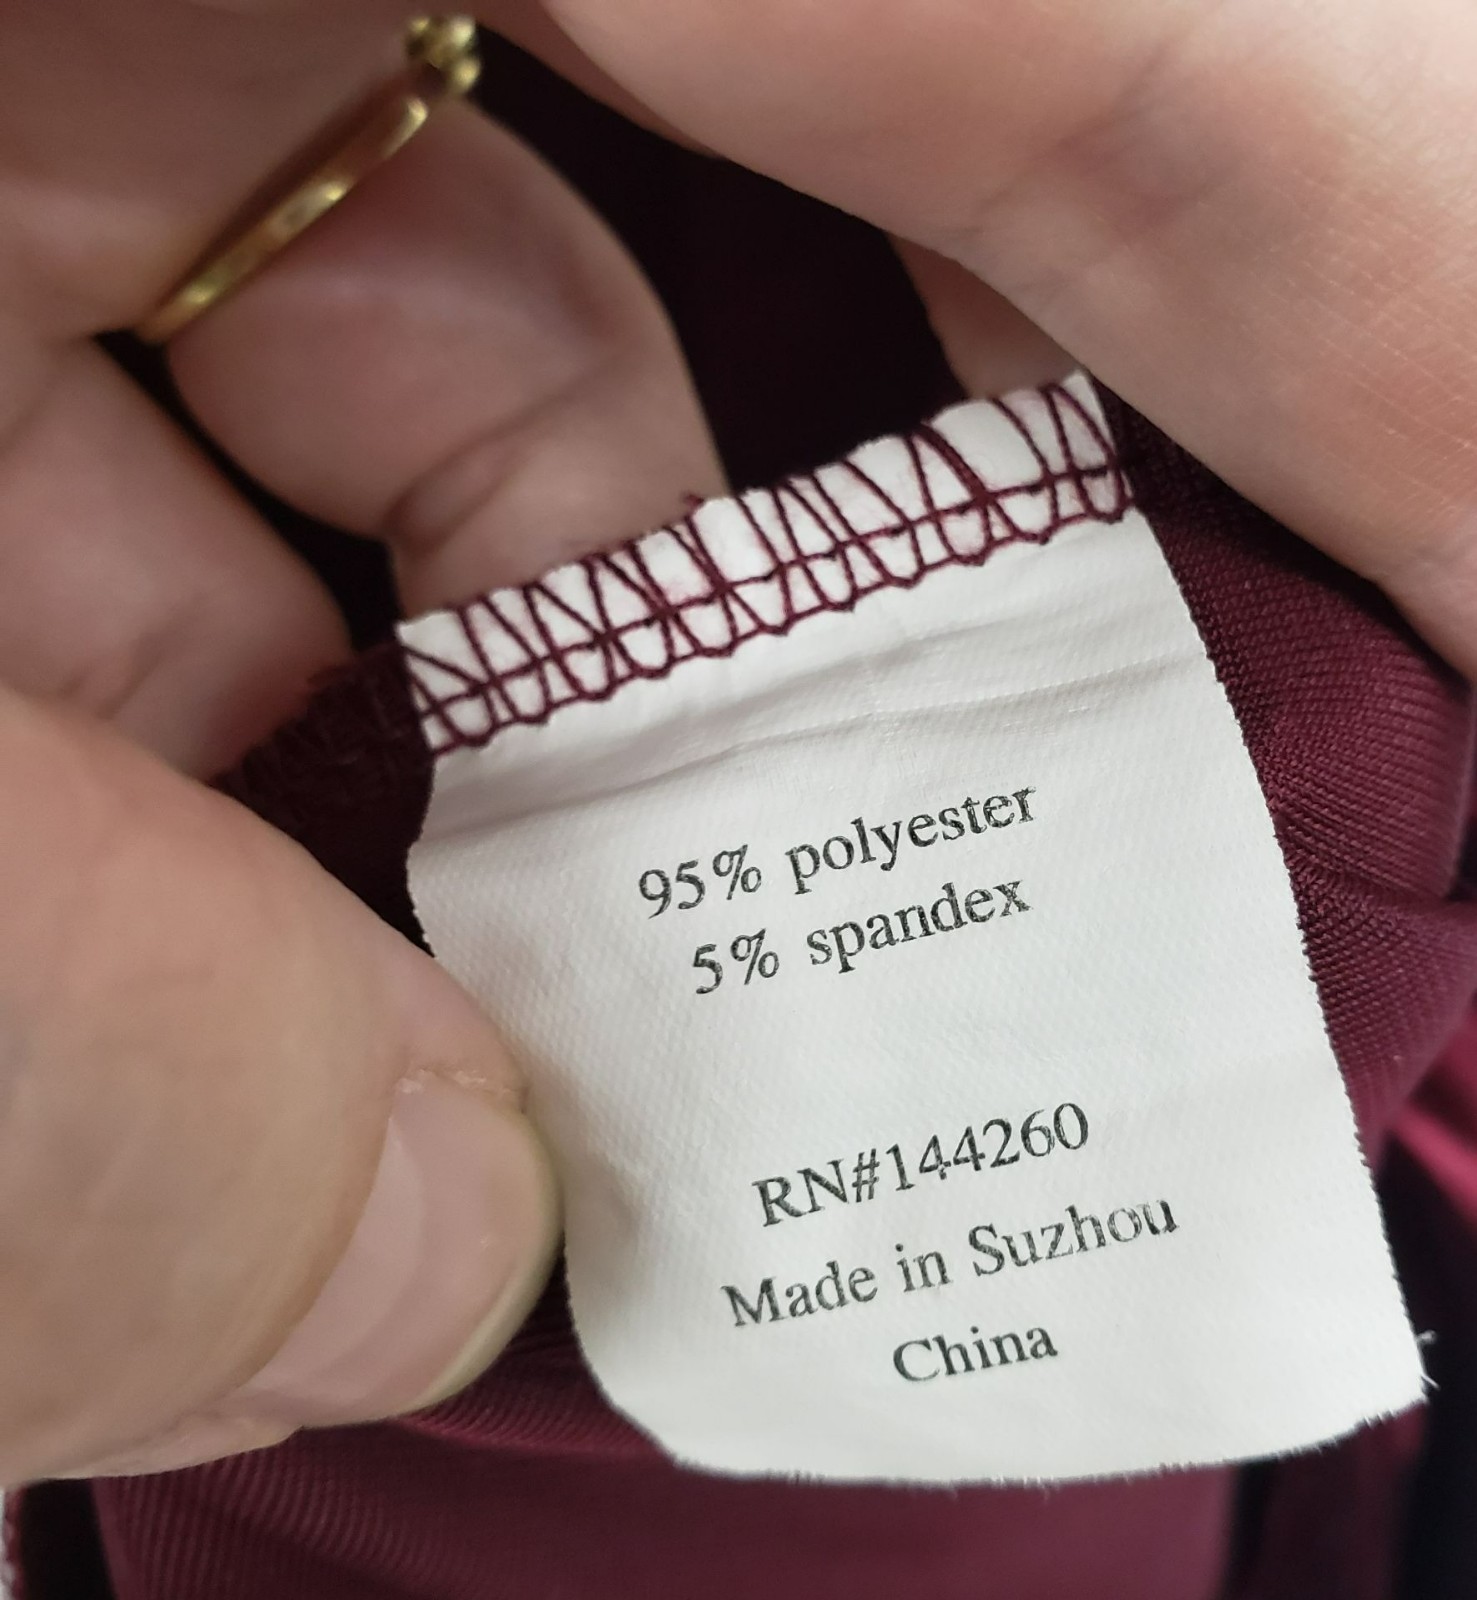 95% polyester
5% spandex
RN#144260
Made in Suzhou
China